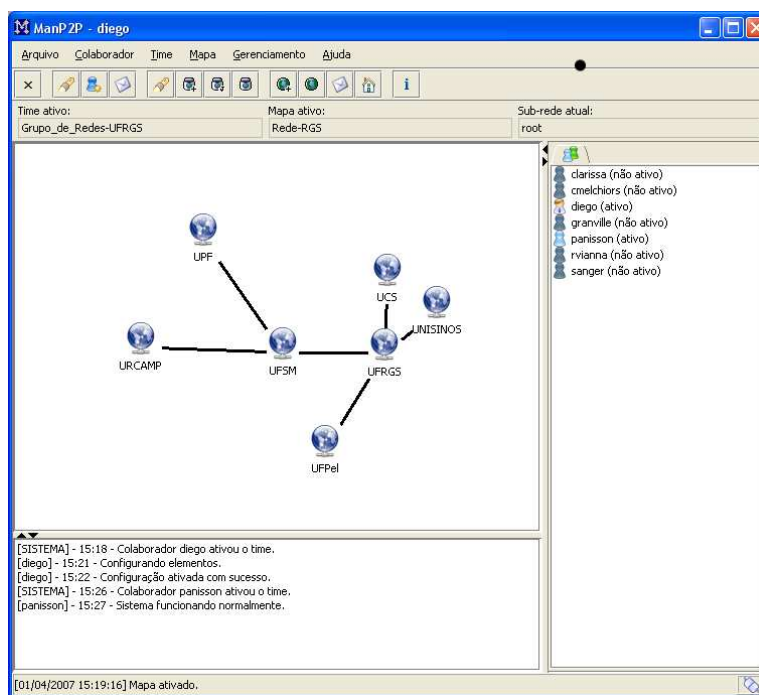 ManP2P - diego
Arquivo Colaborador Time Mapa Gerenciamento Ajuda
Time ativo: Mapa ativo: Sub-rede atual:
Grupo_de_Redes-UFRGS Rede-RGS root
UPF
UCS
UNISINOS
URCAMP
UFSM
UFRGS
UFPel
clarissa (não ativo)
cmelchiors (não ativo)
diego (ativo)
granville (não ativo)
panisson (ativo)
rvianna (não ativo)
sanger (não ativo)
[SISTEMA] - 15:18 - Colaborador diego ativou o time.
[diego] - 15:21 - Configurando elementos.
[diego] - 15:22 - Configuração ativada com sucesso.
[SISTEMA] - 15:26 - Colaborador panisson ativou o time.
[panisson] - 15:27 - Sistema funcionando normalmente.
[01/04/2007 15:19:16] Mapa ativado.